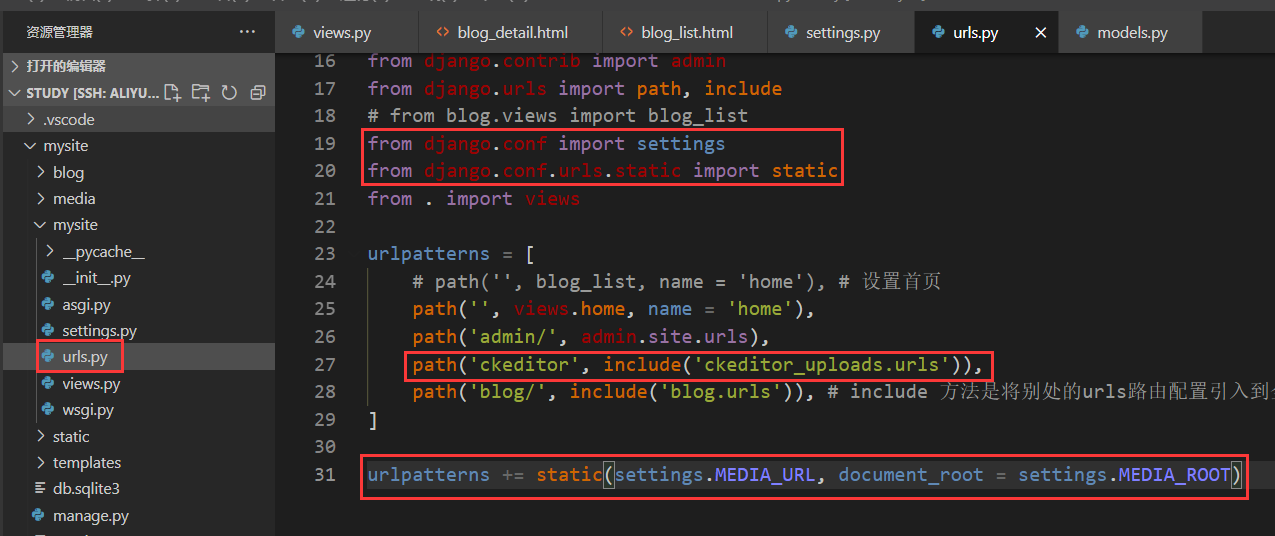 资源管理器
views.py
blog_detail.html
blog_list.html
settings.py
urls.py
models.py
打开的编辑器
STUDY [SSH: ALIYU...
.vscode
mysite
blog
media
mysite
__pycache__
__init__.py
asgi.py
settings.py
urls.py
views.py
wsgi.py
static
templates
db.sqlite3
manage.py
16 from django.contrib import admin
17 from django.urls import path, include
18 # from blog.views import blog_list
19 from django.conf import settings
20 from django.conf.urls.static import static
21 from . import views
22
23 urlpatterns = [
24 # path('', blog_list, name = 'home'), # 设置首页
25 path('', views.home, name = 'home'),
26 path('admin/', admin.site.urls),
27 path('ckeditor', include('ckeditor_uploads.urls')),
28 path('blog/', include('blog.urls')), # include 方法是将别处的urls路由配置引入到
29 ]
30
31 urlpatterns += static(settings.MEDIA_URL, document_root = settings.MEDIA_ROOT)